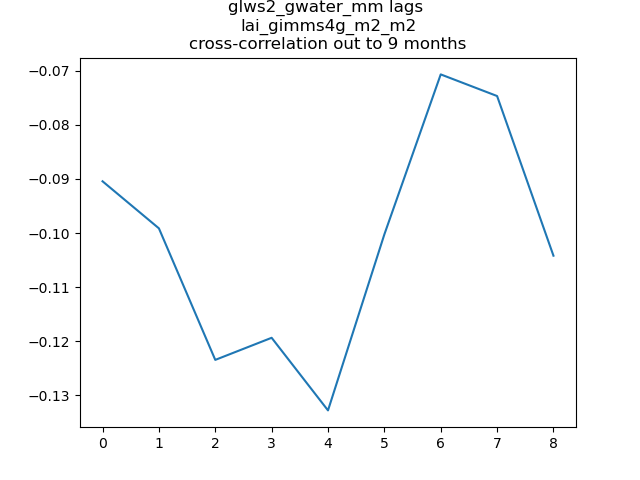 glws2_gwater_mm lags
lai_gimms4g_m2_m2
cross-correlation out to 9 months
−0.07
−0.08
−0.09
−0.10
−0.11
−0.12
−0.13
0 1 2 3 4 5 6 7 8